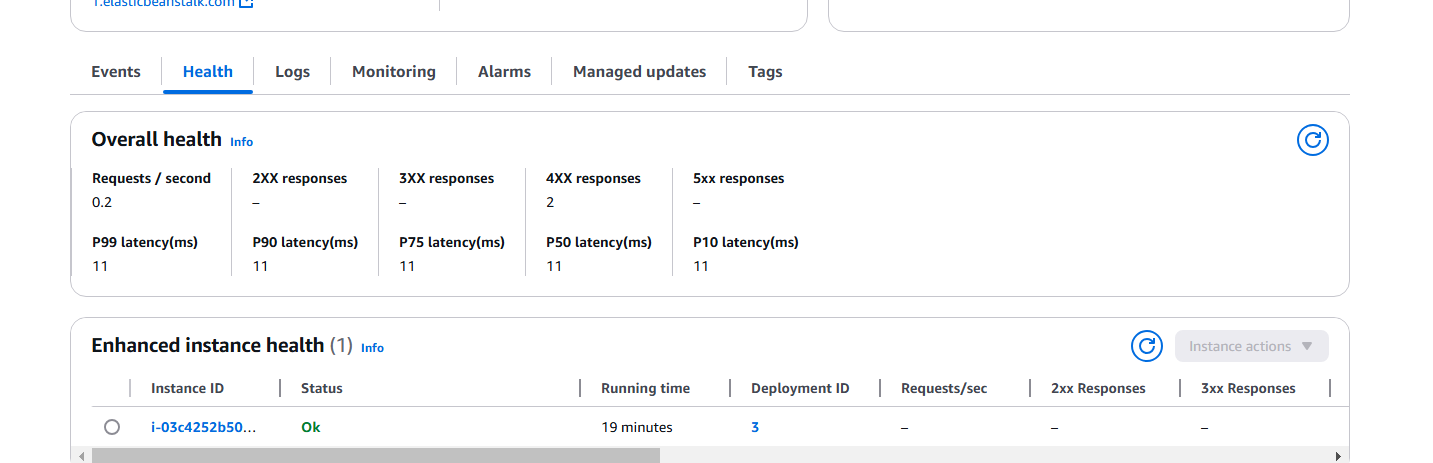 1.elasticbeanstalk.com
Events Health Logs Monitoring Alarms Managed updates Tags
Overall health Info
Requests / second 2XX responses 3XX responses 4XX responses 5xx responses
0.2 – – 2 –
P99 latency(ms) P90 latency(ms) P75 latency(ms) P50 latency(ms) P10 latency(ms)
11 11 11 11 11
Enhanced instance health (1) Info Instance actions
Instance ID Status Running time Deployment ID Requests/sec 2xx Responses 3xx Responses
i-03c4252b50... Ok 19 minutes 3 – – –